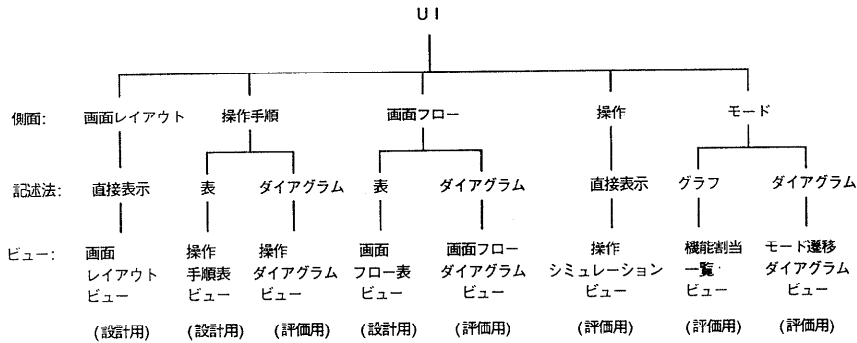 UI
側面: 画面レイアウト 操作手順 画面フロー 操作 モード
記述法: 直接表示 表 ダイアグラム 表 ダイアグラム 直接表示 グラフ ダイアグラム
ビュー: 画面 操作 操作 画面 画面フロー 操作 機能割当 モード遷移
レイアウト 手順表 ダイアグラム フロー表 ダイアグラム シミュレーション 一覧 ダイアグラム
ビュー ビュー ビュー ビュー ビュー ビュー ビュー ビュー
(設計用) (設計用) (評価用) (設計用) (評価用) (評価用) (評価用) (評価用)